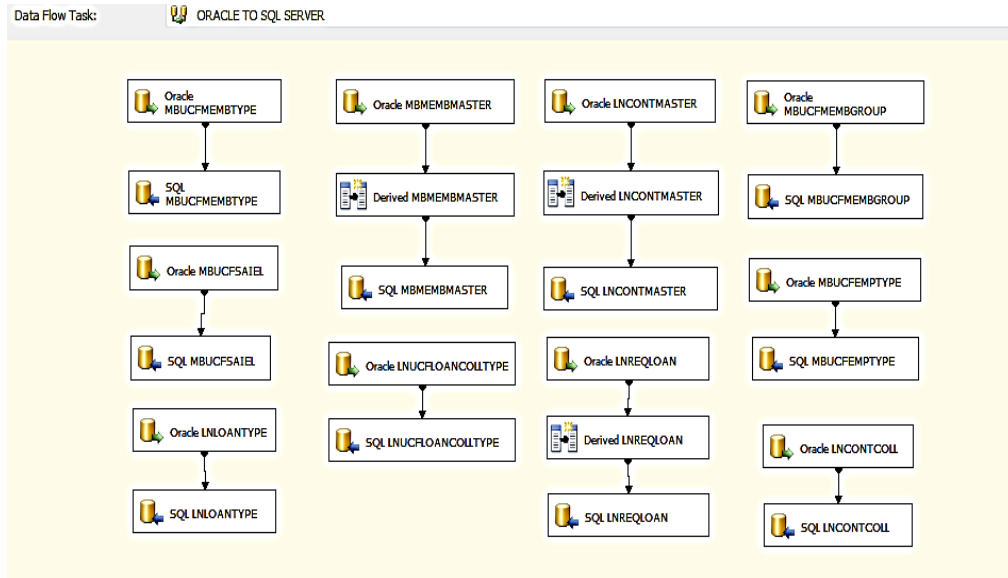 Data Flow Task:
ORACLE TO SQL SERVER
Oracle
MBUCFMEMBTYPE
SQL
MBUCFMEMBTYPE
Oracle MBUCFSAIEL
SQL MBUCFSAIEL
Oracle LNLOANTYPE
SQL LNLOANTYPE
Oracle MBMEMBMASTER
Derived MBMEMBMASTER
SQL MBMEMBMASTER
Oracle LNUCFLOANCOLLTYPE
SQL LNUCFLOANCOLLTYPE
Oracle LNCONTMASTER
Derived LNCONTMASTER
SQL LNCONTMASTER
Oracle LNREQLOAN
Derived LNREQLOAN
SQL LNREQLOAN
Oracle
MBUCFMEMBGROUP
SQL MBUCFMEMBGROUP
Oracle MBUCFEMPTYPE
SQL MBUCFEMPTYPE
Oracle LNCONTCOLL
SQL LNCONTCOLL